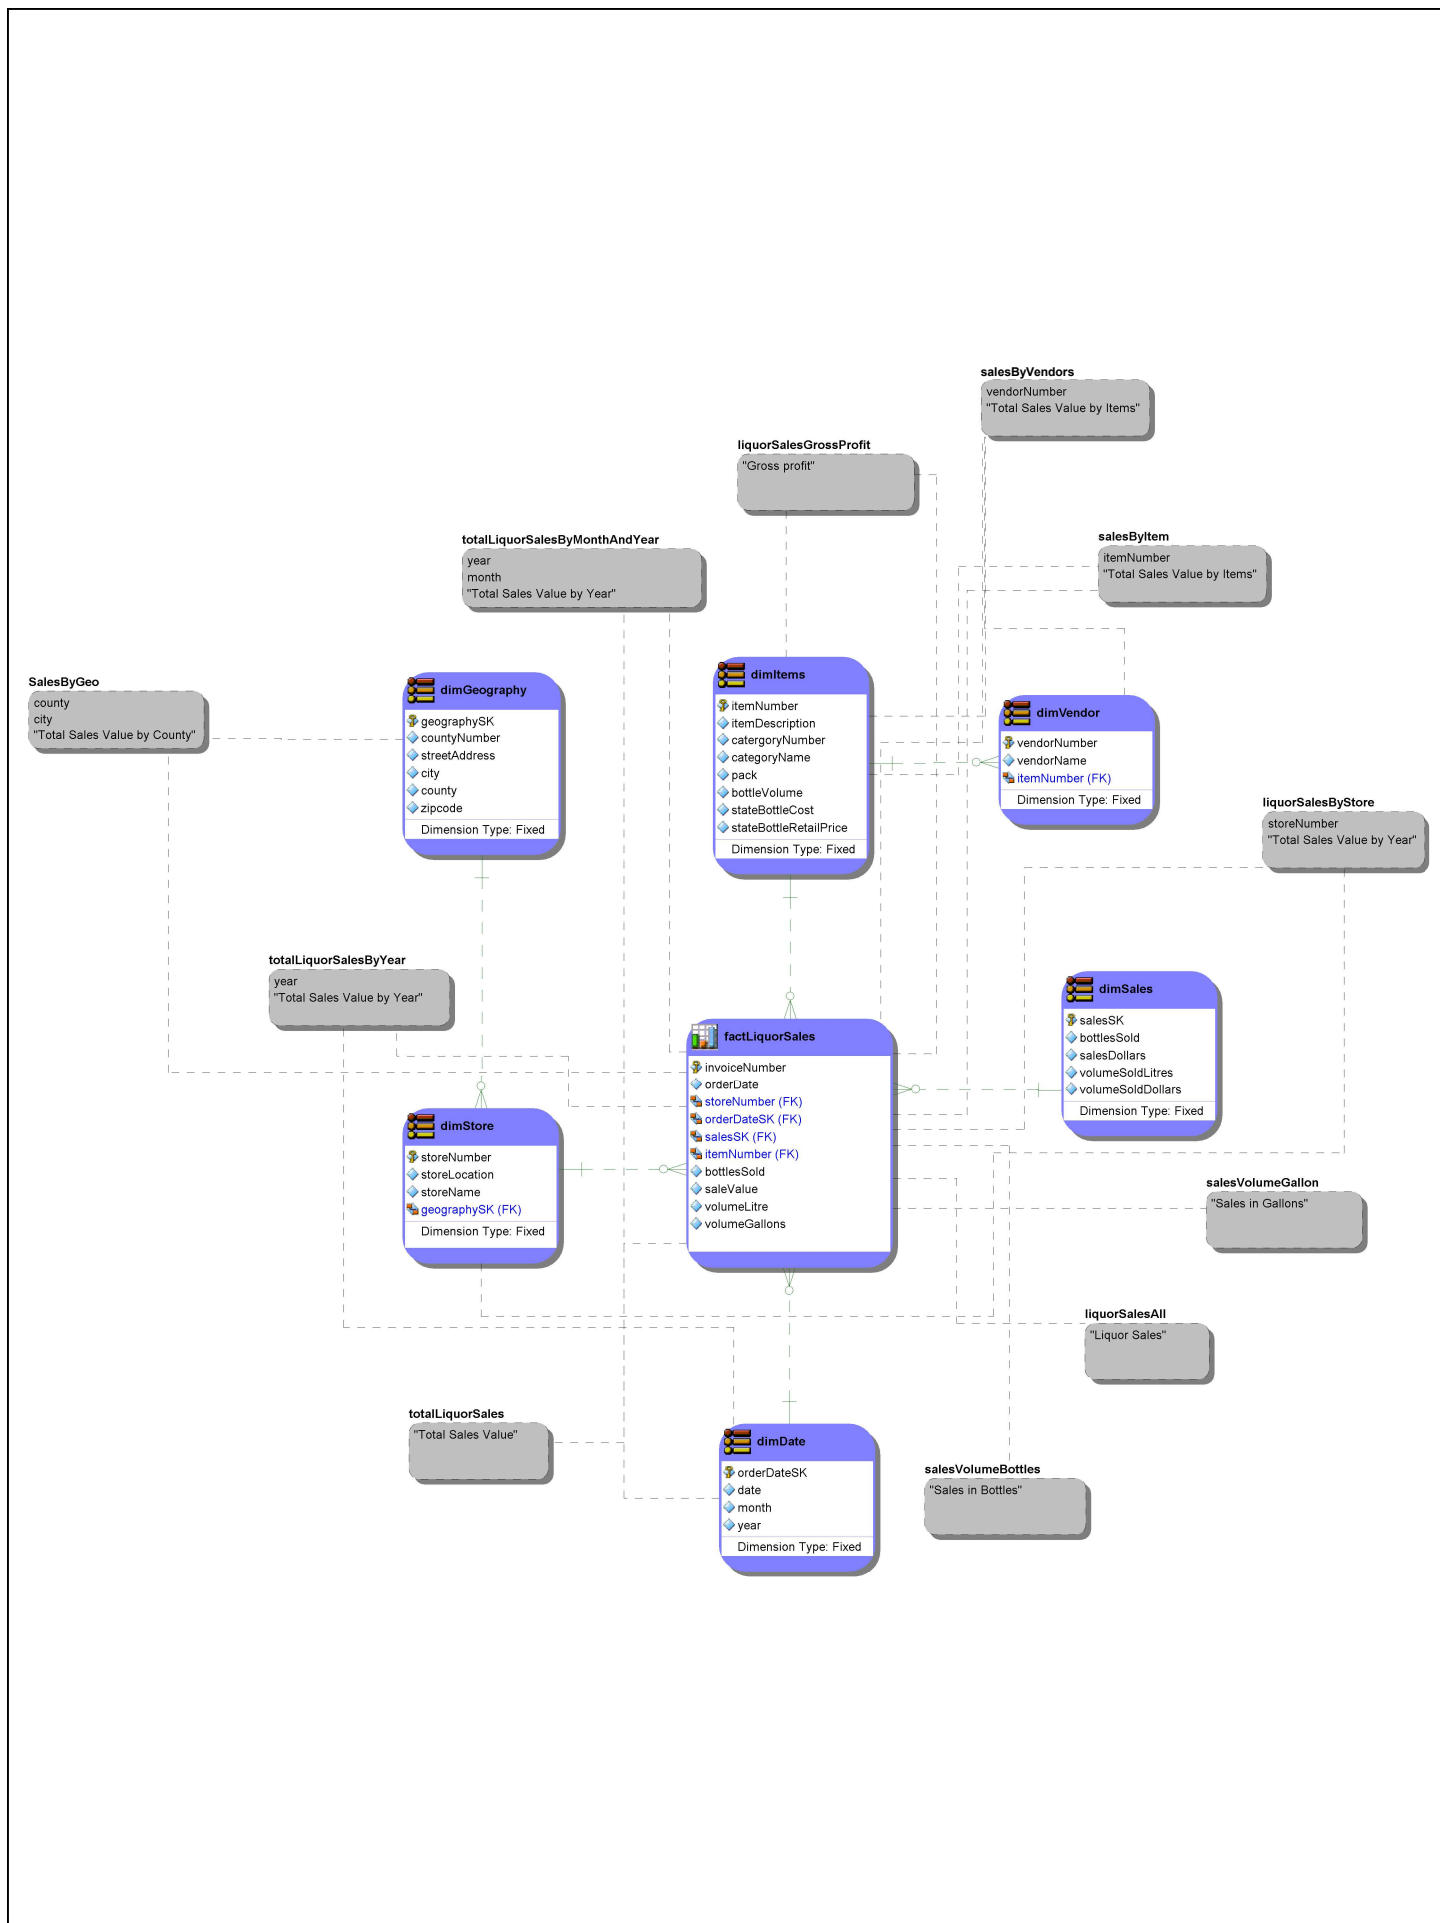 salesByVendors
vendorNumber
"Total Sales Value by Items"
liquorSalesGrossProfit
"Gross profit"
totalLiquorSalesByMonthAndYear
year
month
"Total Sales Value by Year"
salesByItem
itemNumber
"Total Sales Value by Items"
SalesByGeo
county
city
"Total Sales Value by County"
dimGeography
geographySK
countyNumber
streetAddress
city
county
zipcode
Dimension Type: Fixed
dimItems
itemNumber
itemDescription
catergoryNumber
categoryName
pack
bottleVolume
stateBottleCost
stateBottleRetailPrice
Dimension Type: Fixed
dimVendor
vendorNumber
vendorName
itemNumber (FK)
Dimension Type: Fixed
liquorSalesByStore
storeNumber
"Total Sales Value by Year"
totalLiquorSalesByYear
year
"Total Sales Value by Year"
dimSales
salesSK
bottlesSold
salesDollars
volumeSoldLitres
volumeSoldDollars
Dimension Type: Fixed
factLiquorSales
invoiceNumber
orderDate
storeNumber (FK)
orderDateSK (FK)
salesSK (FK)
itemNumber (FK)
bottlesSold
saleValue
volumeLitre
volumeGallons
dimStore
storeNumber
storeLocation
storeName
geographySK (FK)
Dimension Type: Fixed
salesVolumeGallon
"Sales in Gallons"
liquorSalesAll
"Liquor Sales"
totalLiquorSales
"Total Sales Value"
dimDate
orderDateSK
date
month
year
Dimension Type: Fixed
salesVolumeBottles
"Sales in Bottles"